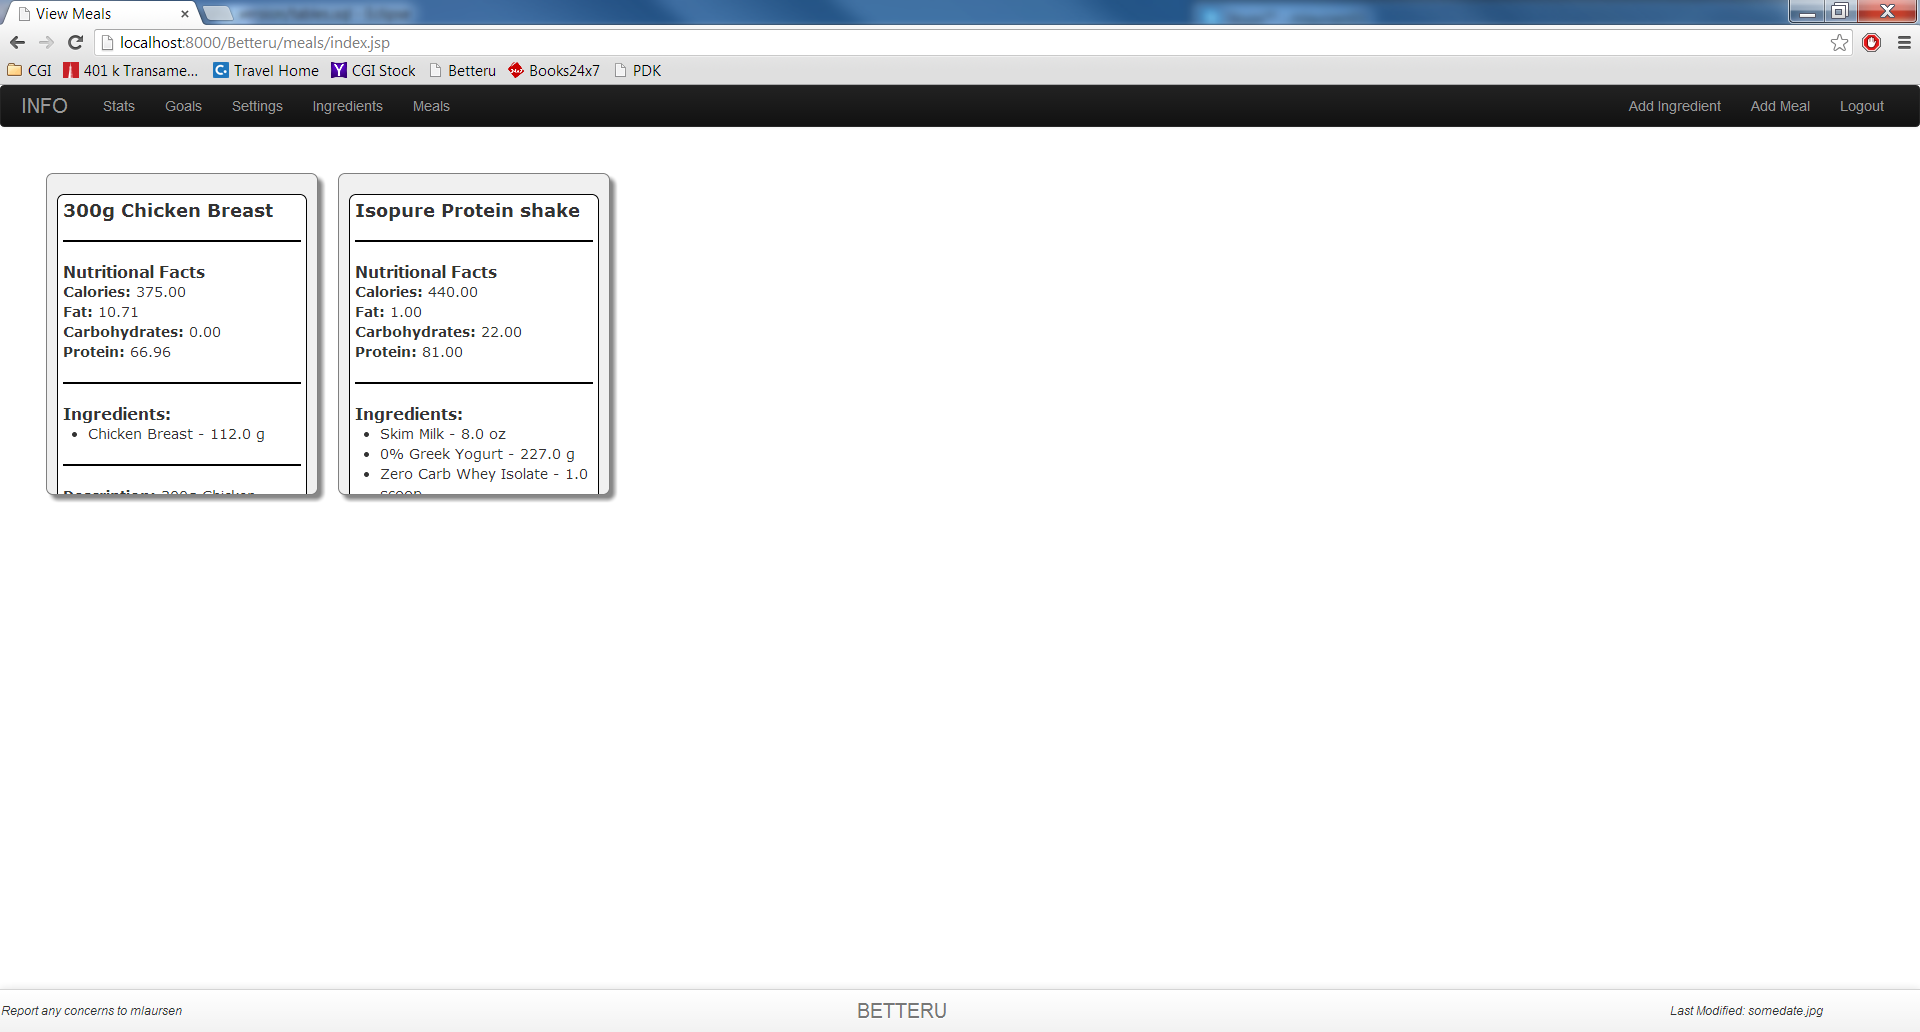 View Meals
localhost:8000/Betteru/meals/index.jsp
CGI 401 k Transame... Travel Home CGI Stock Betteru Books24x7 PDK
INFO Stats Goals Settings Ingredients Meals Add Ingredient Add Meal Logout
300g Chicken Breast
Nutritional Facts
Calories: 375.00
Fat: 10.71
Carbohydrates: 0.00
Protein: 66.96
Ingredients:
• Chicken Breast - 112.0 g
Description: 300g Chicken
Isopure Protein shake
Nutritional Facts
Calories: 440.00
Fat: 1.00
Carbohydrates: 22.00
Protein: 81.00
Ingredients:
• Skim Milk - 8.0 oz
• 0% Greek Yogurt - 227.0 g
• Zero Carb Whey Isolate - 1.0
scoop
Report any concerns to mlaursen BETTERU Last Modified: somedate.jpg